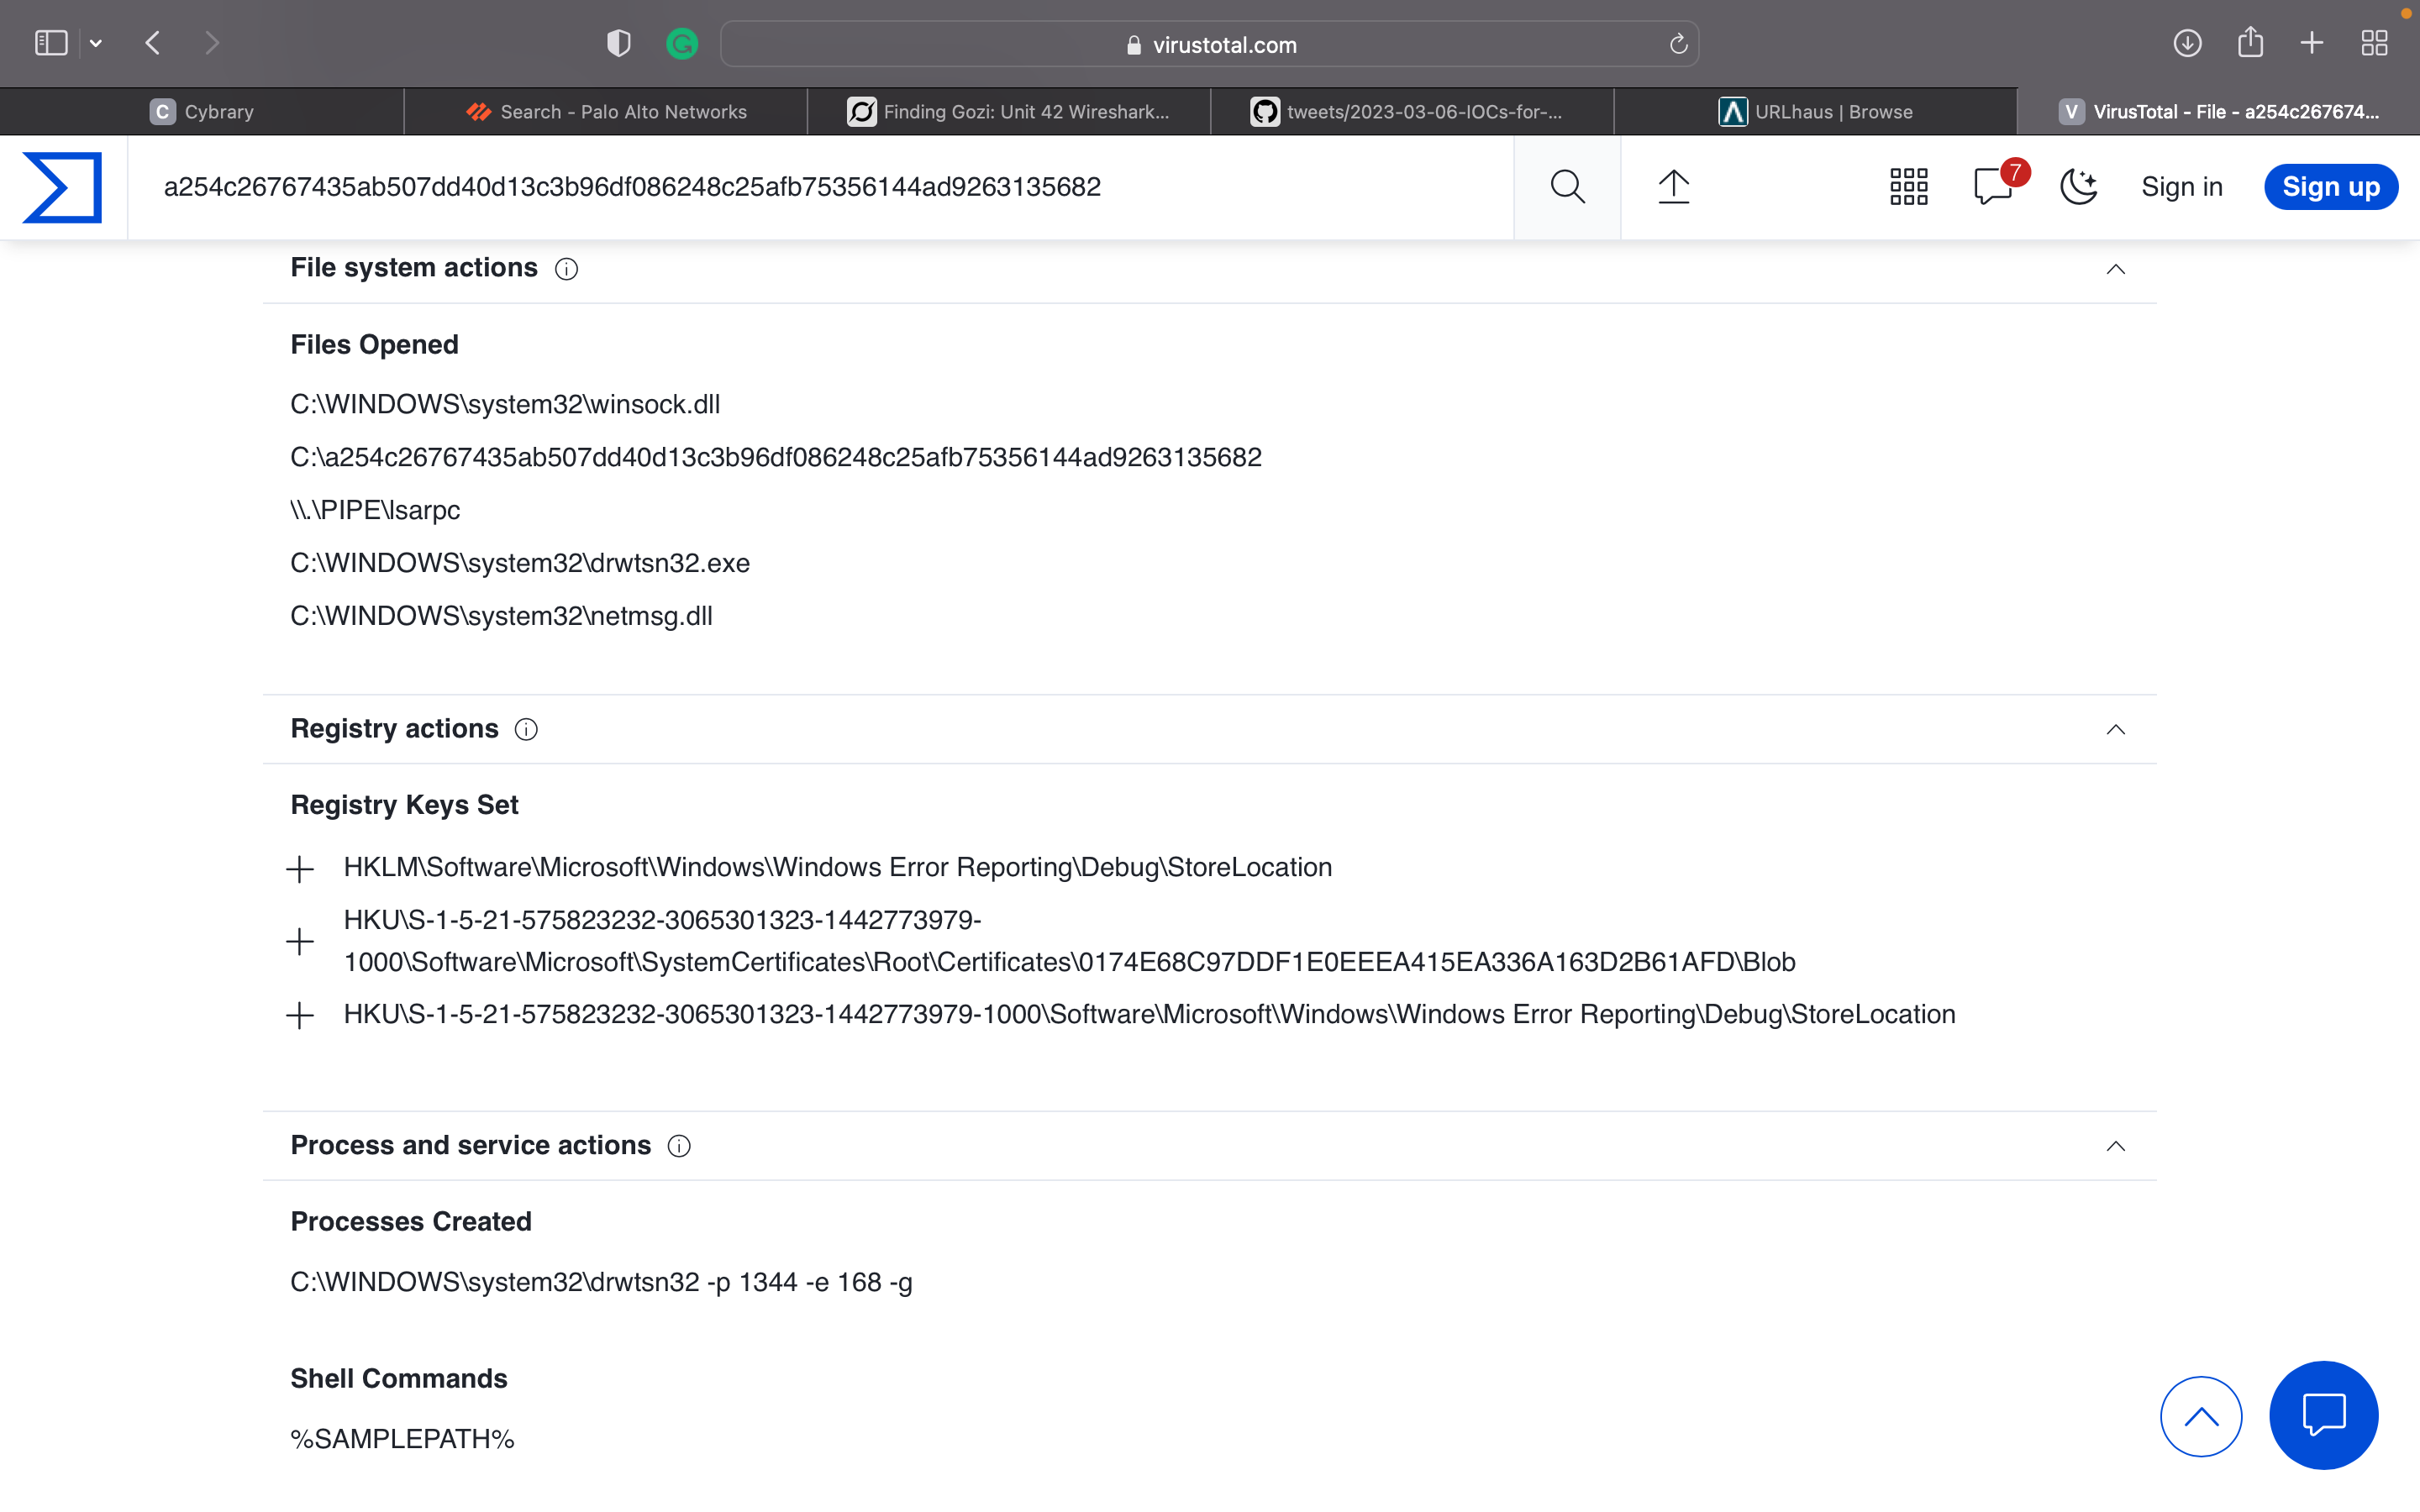 virustotal.com
C Cybrary
Search - Palo Alto Networks
Finding Gozi: Unit 42 Wireshark...
tweets/2023-03-06-IOCs-for-...
URLhaus | Browse
V VirusTotal - File - a254c267674...
a254c26767435ab507dd40d13c3b96df086248c25afb75356144ad9263135682
7
Sign in
Sign up
File system actions
Files Opened
C:\WINDOWS\system32\winsock.dll
C:\a254c26767435ab507dd40d13c3b96df086248c25afb75356144ad9263135682
\\.\PIPE\lsarpc
C:\WINDOWS\system32\drwtsn32.exe
C:\WINDOWS\system32\netmsg.dll
Registry actions
Registry Keys Set
HKLM\Software\Microsoft\Windows\Windows Error Reporting\Debug\StoreLocation
HKU\S-1-5-21-575823232-3065301323-1442773979-
1000\Software\Microsoft\SystemCertificates\Root\Certificates\0174E68C97DDF1E0EEEA415EA336A163D2B61AFD\Blob
HKU\S-1-5-21-575823232-3065301323-1442773979-1000\Software\Microsoft\Windows\Windows Error Reporting\Debug\StoreLocation
Process and service actions
Processes Created
C:\WINDOWS\system32\drwtsn32 -p 1344 -e 168 -g
Shell Commands
%SAMPLEPATH%